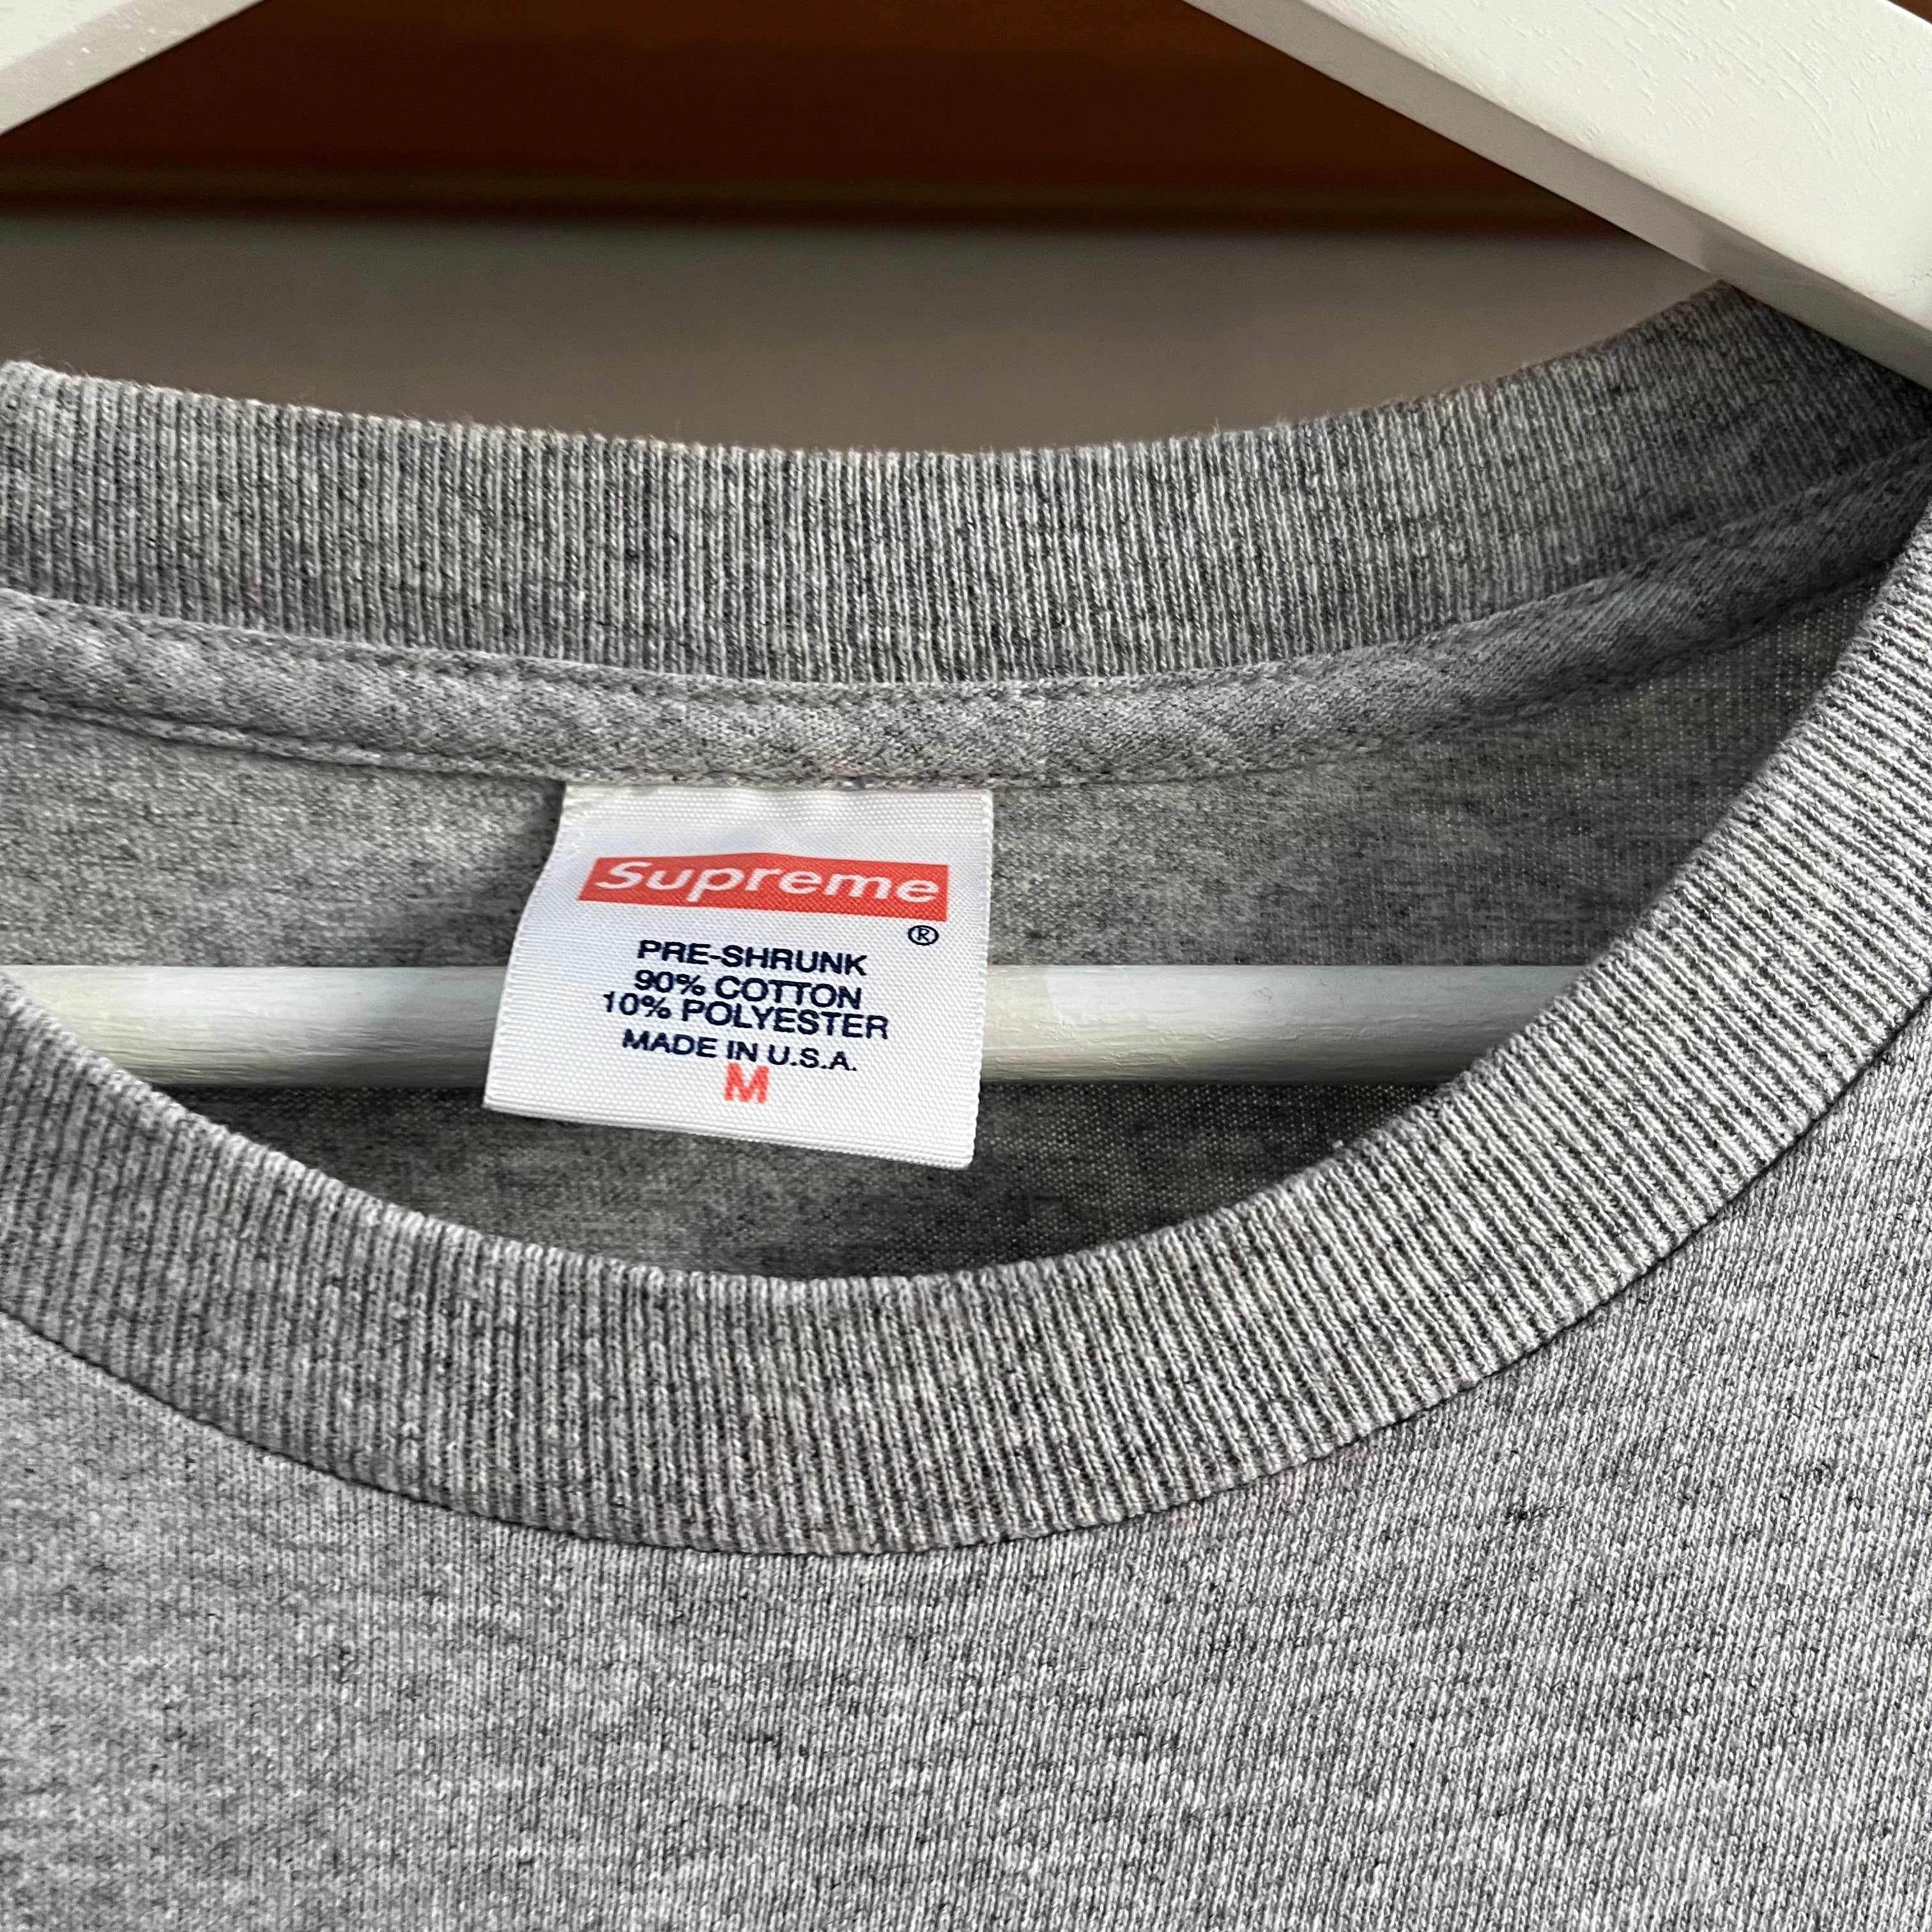 Supreme
®
PRE-SHRUNK
90% COTTON
10% POLYESTER
MADE IN U.S.A.
M